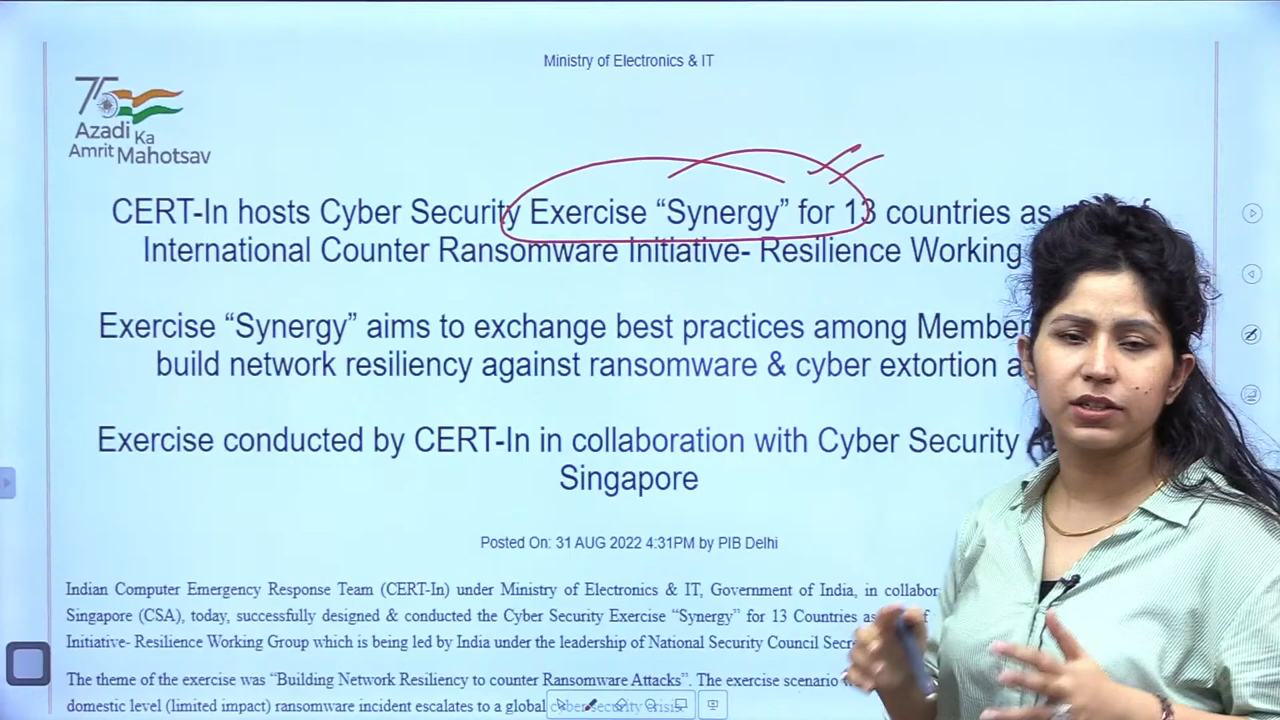 Ministry of Electronics & IT
75
Azadi Ka
Amrit Mahotsav
CERT-In hosts Cyber Security Exercise “Synergy” for 13 countries as
International Counter Ransomware Initiative- Resilience Working
Exercise “Synergy” aims to exchange best practices among Member
build network resiliency against ransomware & cyber extortion
Exercise conducted by CERT-In in collaboration with Cyber Security
Singapore
Posted On: 31 AUG 2022 4:31PM by PIB Delhi
Indian Computer Emergency Response Team (CERT-In) under Ministry of Electronics & IT, Government of India, in
Singapore (CSA), today, successfully designed & conducted the Cyber Security Exercise “Synergy” for 13 Countries
Initiative- Resilience Working Group which is being led by India under the leadership of National Security Council
The theme of the exercise was “Building Network Resiliency to counter Ransomware Attacks”. The exercise scenario
domestic level (limited impact) ransomware incident escalates to a global cyber security crisis.